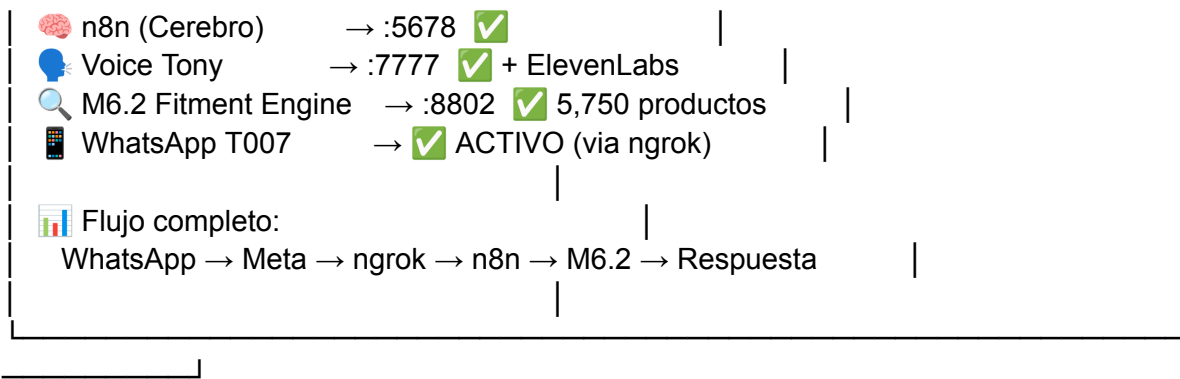 │ 🧠 n8n (Cerebro) → :5678 ✅ │
│ 🗣️ Voice Tony → :7777 ✅ + ElevenLabs │
│ 🔍 M6.2 Fitment Engine → :8802 ✅ 5,750 productos │
│ 📱 WhatsApp T007 → ✅ ACTIVO (via ngrok) │
│ │
│ 📊 Flujo completo: │
│ WhatsApp → Meta → ngrok → n8n → M6.2 → Respuesta │
│ │
└─────────────────────────────────────────────────────────────────
───────────┘